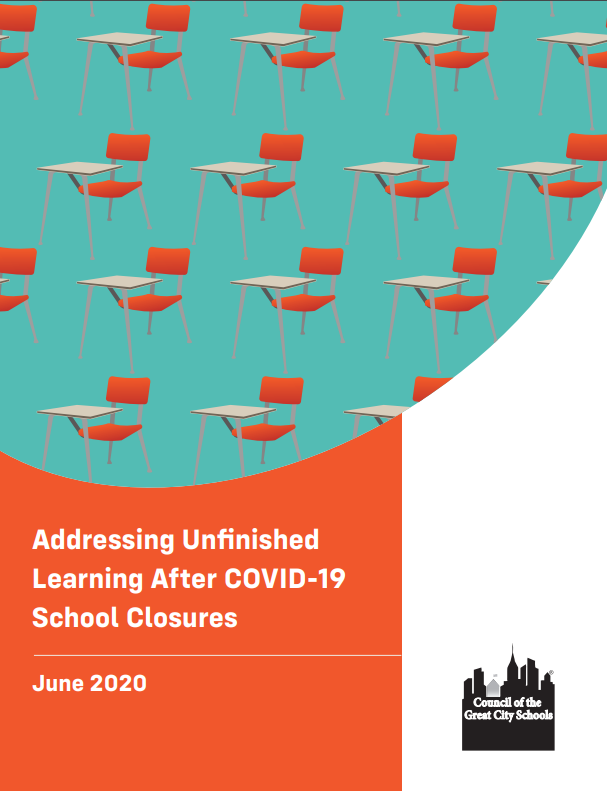 Addressing Unfinished
Learning After COVID-19
School Closures
June 2020
Council of the
Great City Schools